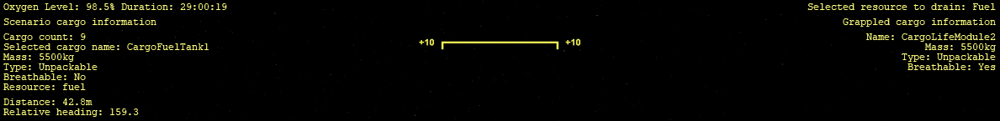 Oxygen Level: 98.5% Duration: 29:00:19
Scenario cargo information
Cargo count: 9
Selected cargo name: CargoFuelTank1
Mass: 5500kg
Type: Unpackable
Breathable: No
Resource: fuel
Distance: 42.8m
Relative heading: 159.3
+10 +10
Selected resource to drain: Fuel
Grappled cargo information
Name: CargoLifeModule2
Mass: 5500kg
Type: Unpackable
Breathable: Yes